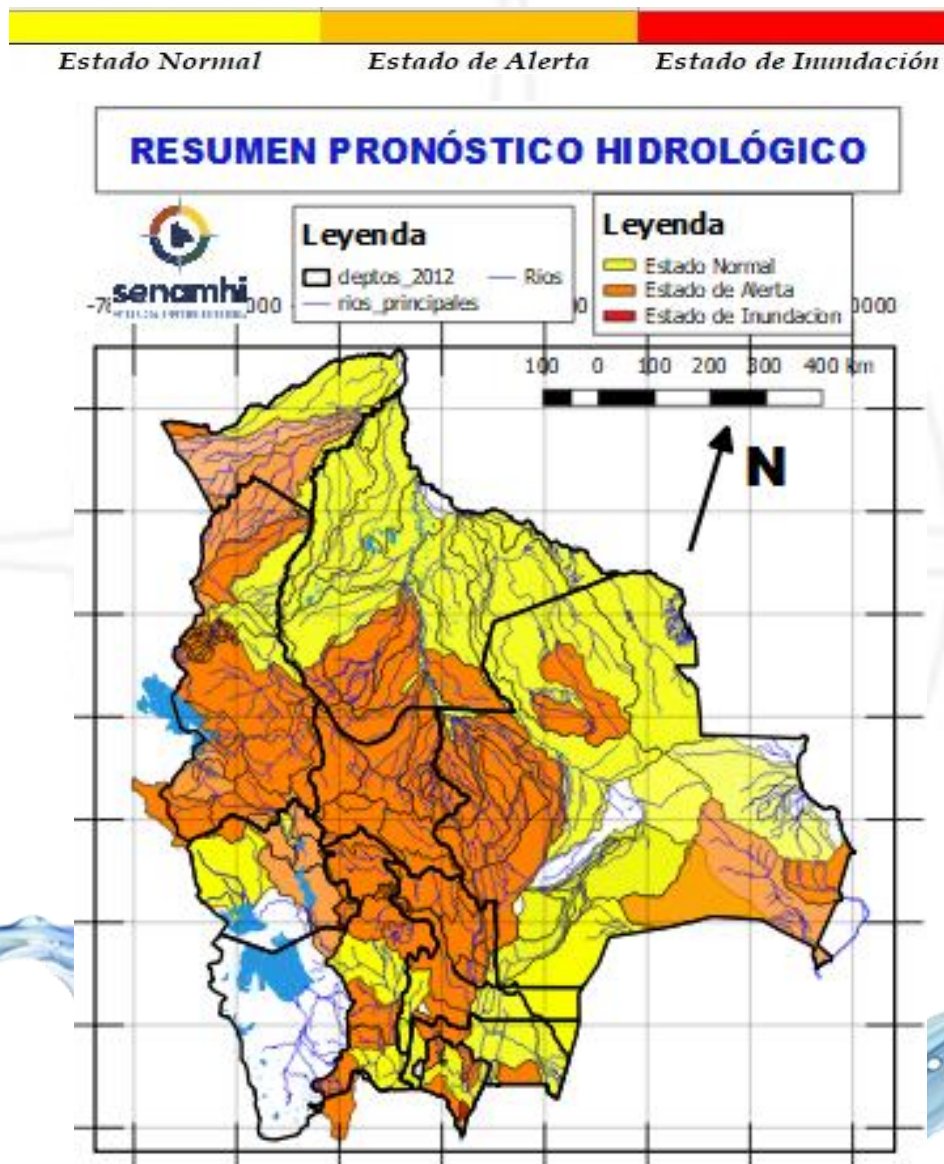 Estado Normal Estado de Alerta Estado de Inundación
RESUMEN PRONÓSTICO HIDROLÓGICO
senamhi
Leyenda
deptos_2012 Rios
rios_principales
Leyenda
Estado Normal
Estado de Alerta
Estado de Inundacion
100 0 100 200 300 400 km
N